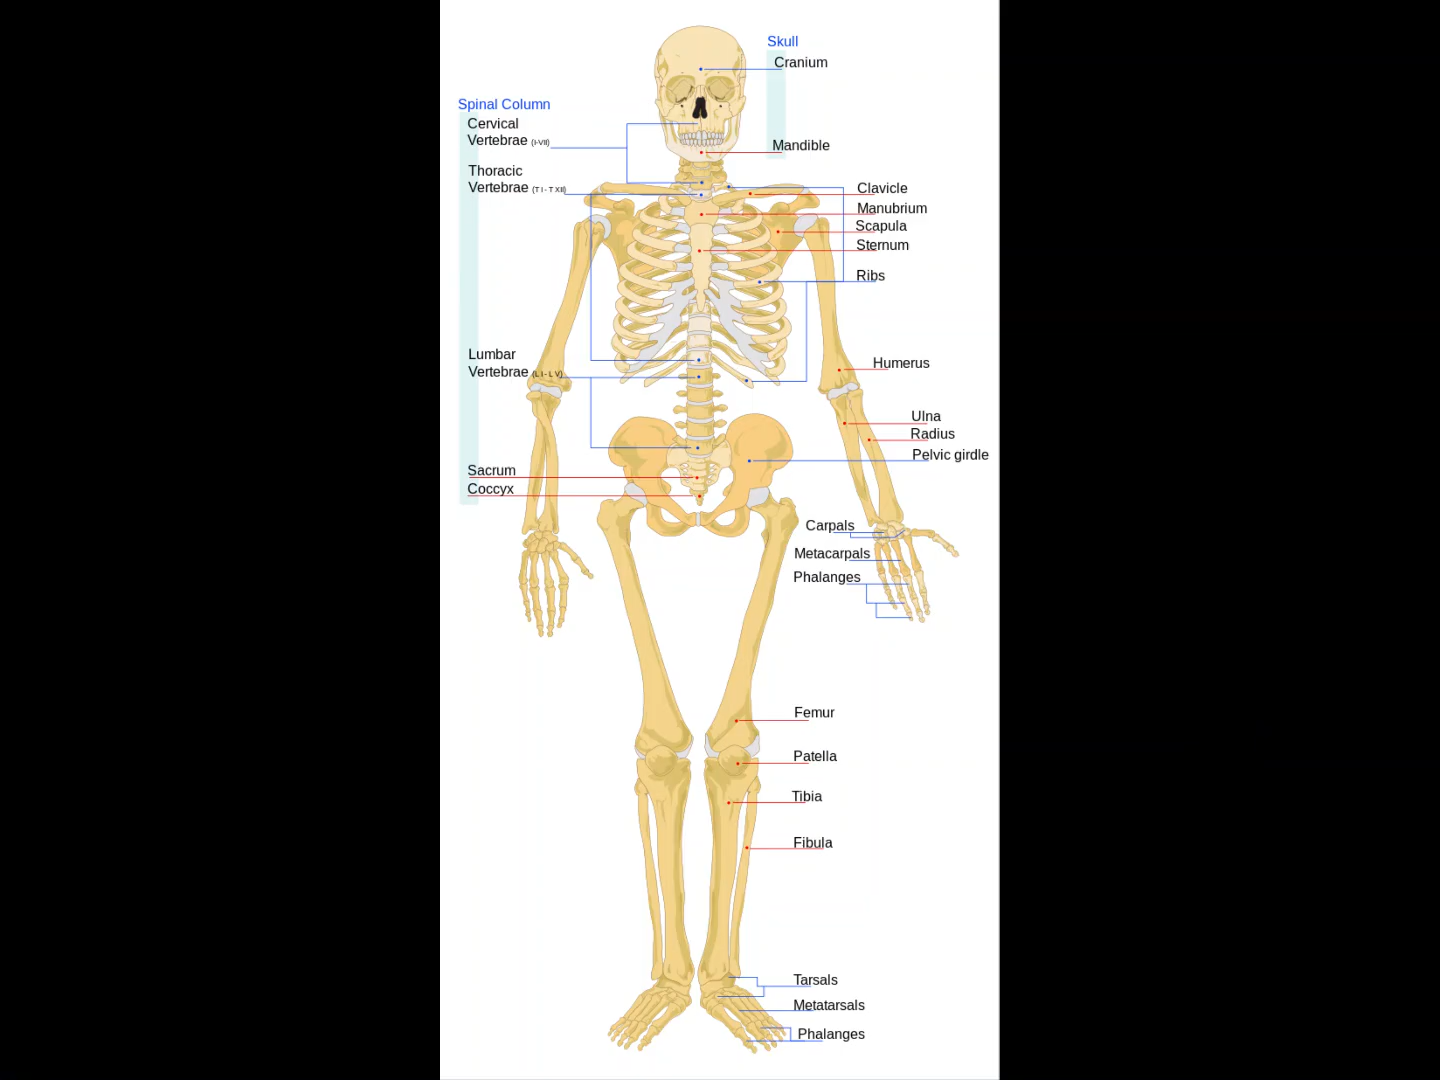 Skull
Cranium
Mandible
Spinal Column
Cervical
Vertebrae (I-VII)
Thoracic
Vertebrae (T I - T XII)
Lumbar
Vertebrae (L I - L V)
Sacrum
Coccyx
Clavicle
Manubrium
Scapula
Sternum
Ribs
Humerus
Ulna
Radius
Pelvic girdle
Carpals
Metacarpals
Phalanges
Femur
Patella
Tibia
Fibula
Tarsals
Metatarsals
Phalanges